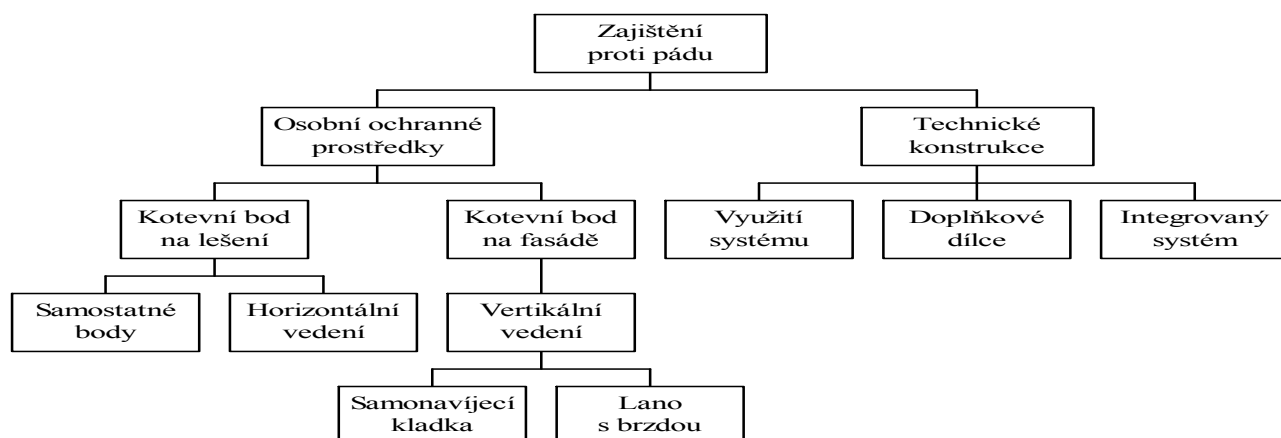 Zajištění
proti pádu
Osobní ochranné
prostředky
Technické
konstrukce
Kotevní bod
na lešení
Kotevní bod
na fasádě
Využití
systému
Doplňkové
dílce
Integrovaný
systém
Samostatné
body
Horizontální
vedení
Vertikální
vedení
Samonavíjecí
kladka
Lano
s brzdou